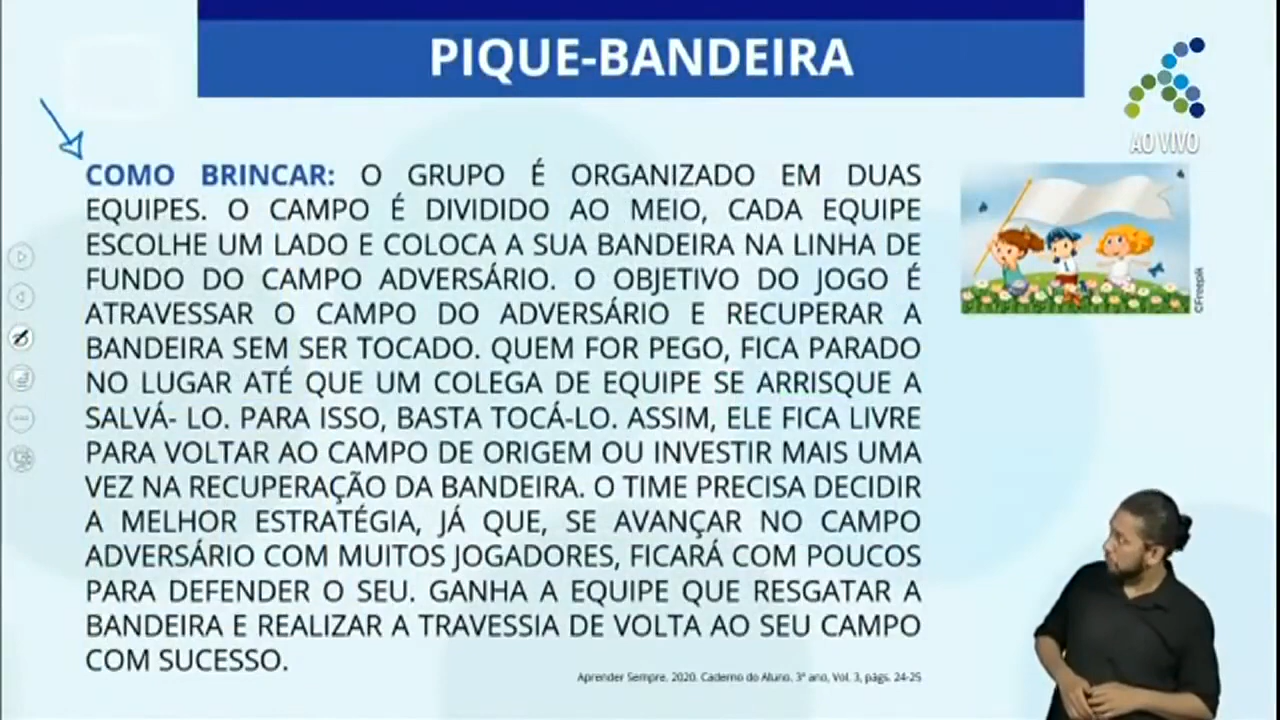 PIQUE-BANDEIRA
AO VIVO
COMO BRINCAR: O GRUPO É ORGANIZADO EM DUAS
EQUIPES. O CAMPO É DIVIDIDO AO MEIO, CADA EQUIPE
ESCOLHE UM LADO E COLOCA A SUA BANDEIRA NA LINHA DE
FUNDO DO CAMPO ADVERSÁRIO. O OBJETIVO DO JOGO É
ATRAVESSAR O CAMPO DO ADVERSÁRIO E RECUPERAR A
BANDEIRA SEM SER TOCADO. QUEM FOR PEGO, FICA PARADO
NO LUGAR ATÉ QUE UM COLEGA DE EQUIPE SE ARRISQUE A
SALVÁ- LO. PARA ISSO, BASTA TOCÁ-LO. ASSIM, ELE FICA LIVRE
PARA VOLTAR AO CAMPO DE ORIGEM OU INVESTIR MAIS UMA
VEZ NA RECUPERAÇÃO DA BANDEIRA. O TIME PRECISA DECIDIR
A MELHOR ESTRATÉGIA, JÁ QUE, SE AVANÇAR NO CAMPO
ADVERSÁRIO COM MUITOS JOGADORES, FICARÁ COM POUCOS
PARA DEFENDER O SEU. GANHA A EQUIPE QUE RESGATAR A
BANDEIRA E REALIZAR A TRAVESSIA DE VOLTA AO SEU CAMPO
COM SUCESSO.
©Freepik
Aprender Sempre. 2020. Caderno do Aluno. 3º ano, Vol. 3, págs. 24-25